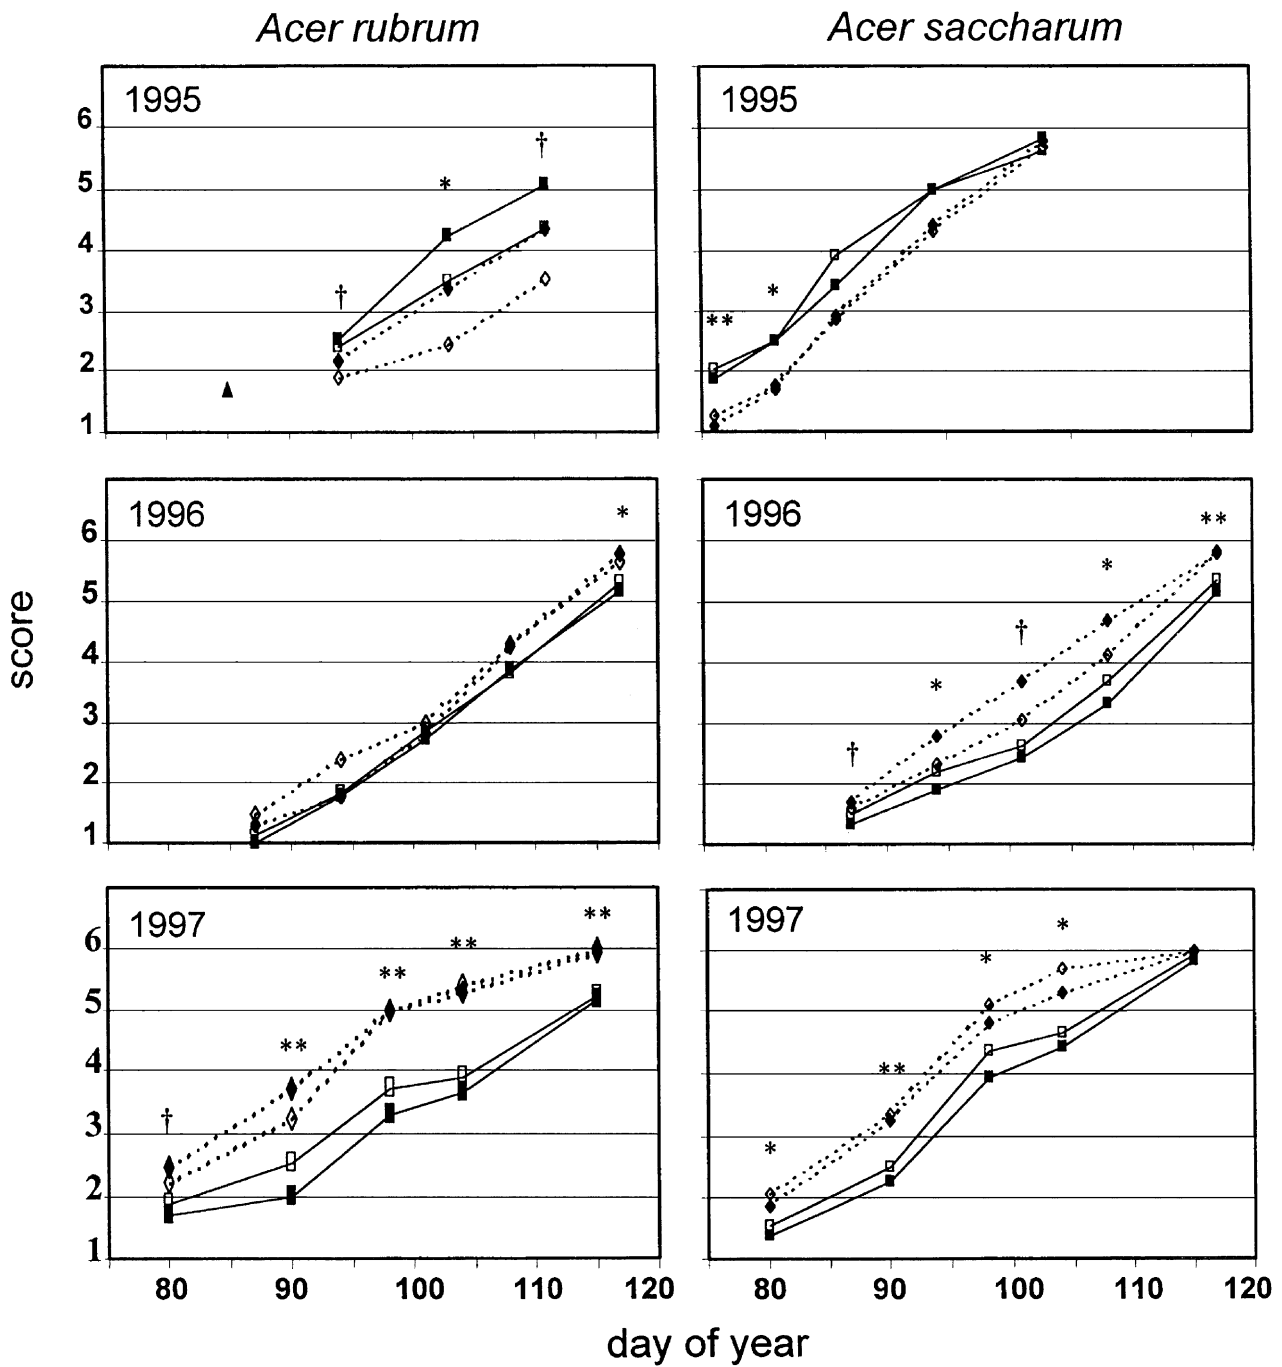 Acer rubrum Acer saccharum
1995 1995
6
†
5 *
4
† *
3 **
2
1
1996 * 1996 **
6 *
5
4 †
3 *
2 †
1
score
1997 ** 1997 *
6 ** *
5 **
4 ** **
3 † *
2
1
80 90 100 110 120 80 90 100 110 120
day of year